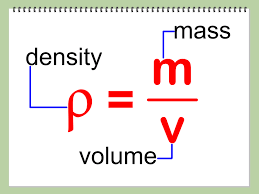 mass
density
ρ = m
v
volume